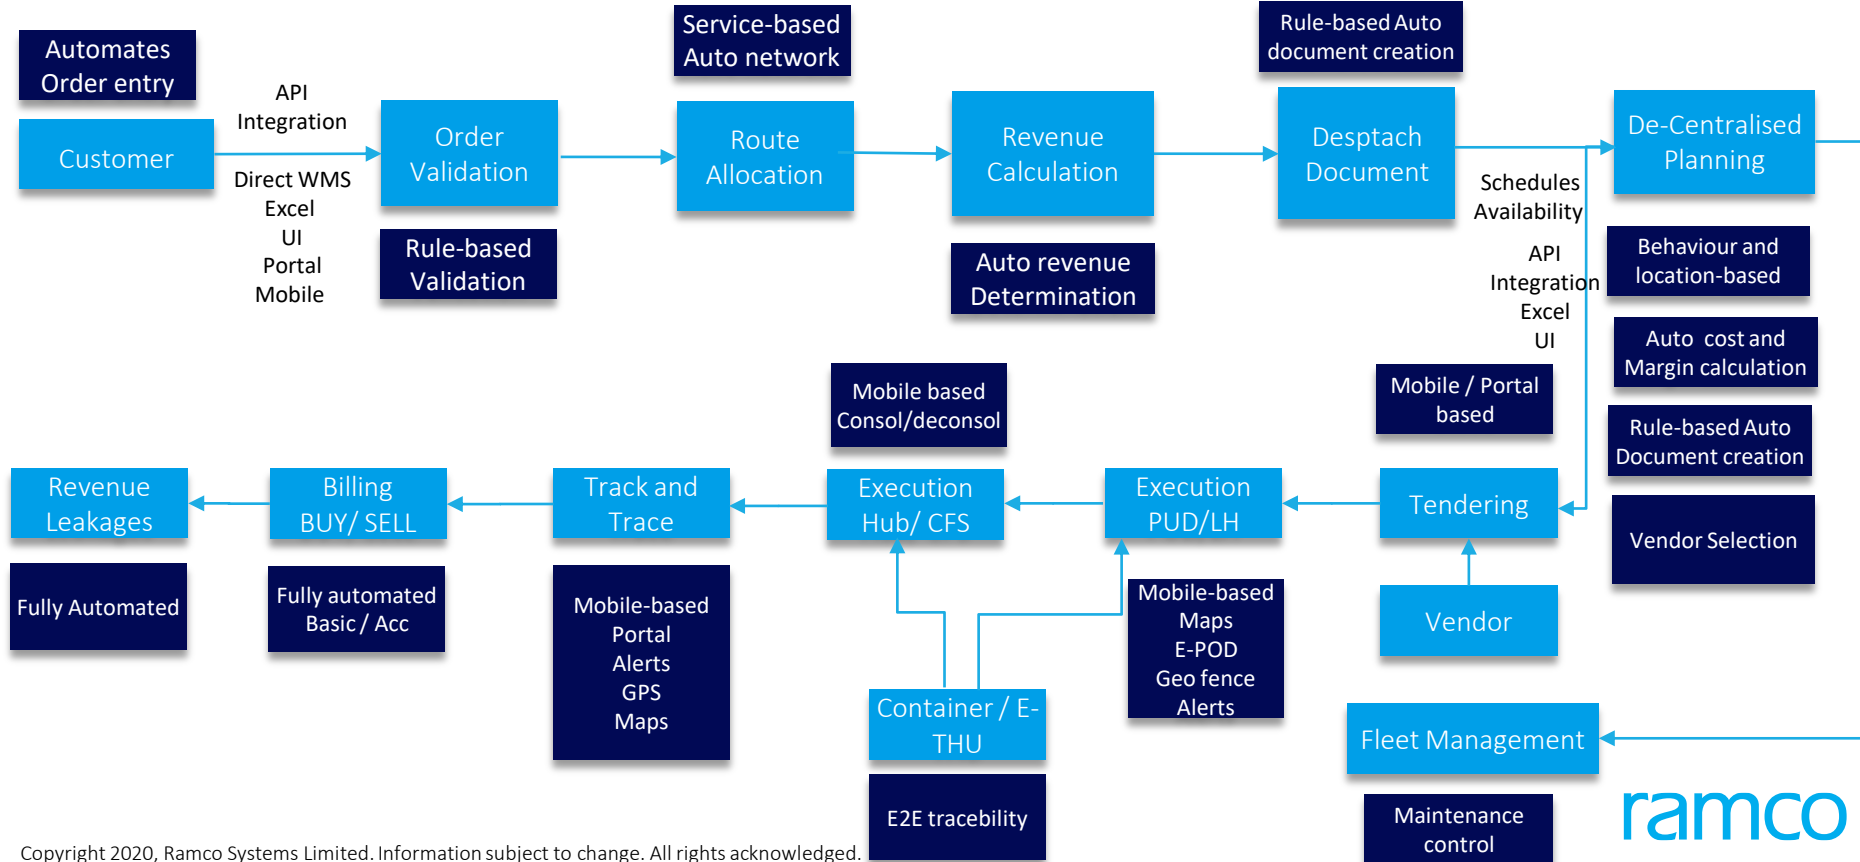 Automates
Order entry
Customer
API
Integration
Direct WMS
Excel
UI
Portal
Mobile
Order
Validation
Rule-based
Validation
Service-based
Auto network
Route
Allocation
Revenue
Calculation
Auto revenue
Determination
Rule-based Auto
document creation
Desptach
Document
Schedules
Availability
API
Integration
Excel
UI
De-Centralised
Planning
Behaviour and
location-based
Auto cost and
Margin calculation
Rule-based Auto
Document creation
Vendor Selection
Mobile / Portal
based
Tendering
Vendor
Execution
PUD/LH
Mobile-based
Maps
E-POD
Geo fence
Alerts
Mobile based
Consol/deconsol
Execution
Hub/ CFS
Container / E-
THU
E2E tracebility
Track and
Trace
Mobile-based
Portal
Alerts
GPS
Maps
Billing
BUY/ SELL
Fully automated
Basic / Acc
Revenue
Leakages
Fully Automated
Fleet Management
Maintenance
control
ramco
Copyright 2020, Ramco Systems Limited. Information subject to change. All rights acknowledged.